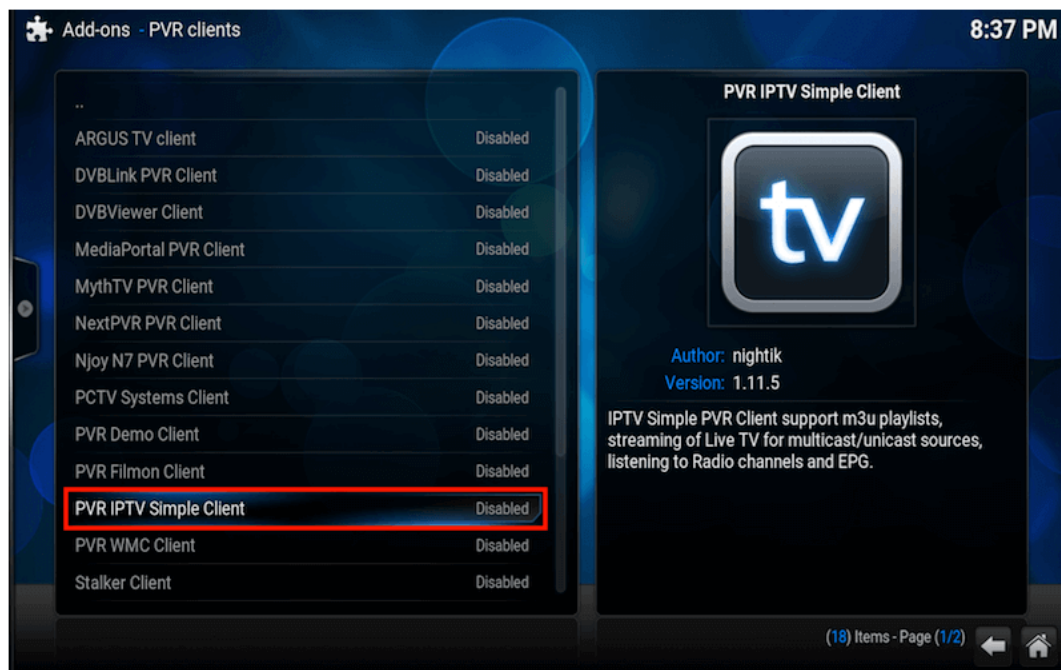 Add-ons - PVR clients
8:37 PM
..
ARGUS TV client Disabled
DVBLink PVR Client Disabled
DVBViewer Client Disabled
MediaPortal PVR Client Disabled
MythTV PVR Client Disabled
NextPVR PVR Client Disabled
Njoy N7 PVR Client Disabled
PCTV Systems Client Disabled
PVR Demo Client Disabled
PVR Filmon Client Disabled
PVR IPTV Simple Client Disabled
PVR WMC Client Disabled
Stalker Client Disabled
PVR IPTV Simple Client
tv
Author: nightik
Version: 1.11.5
IPTV Simple PVR Client support m3u playlists,
streaming of Live TV for multicast/unicast sources,
listening to Radio channels and EPG.
(18) Items - Page (1/2)